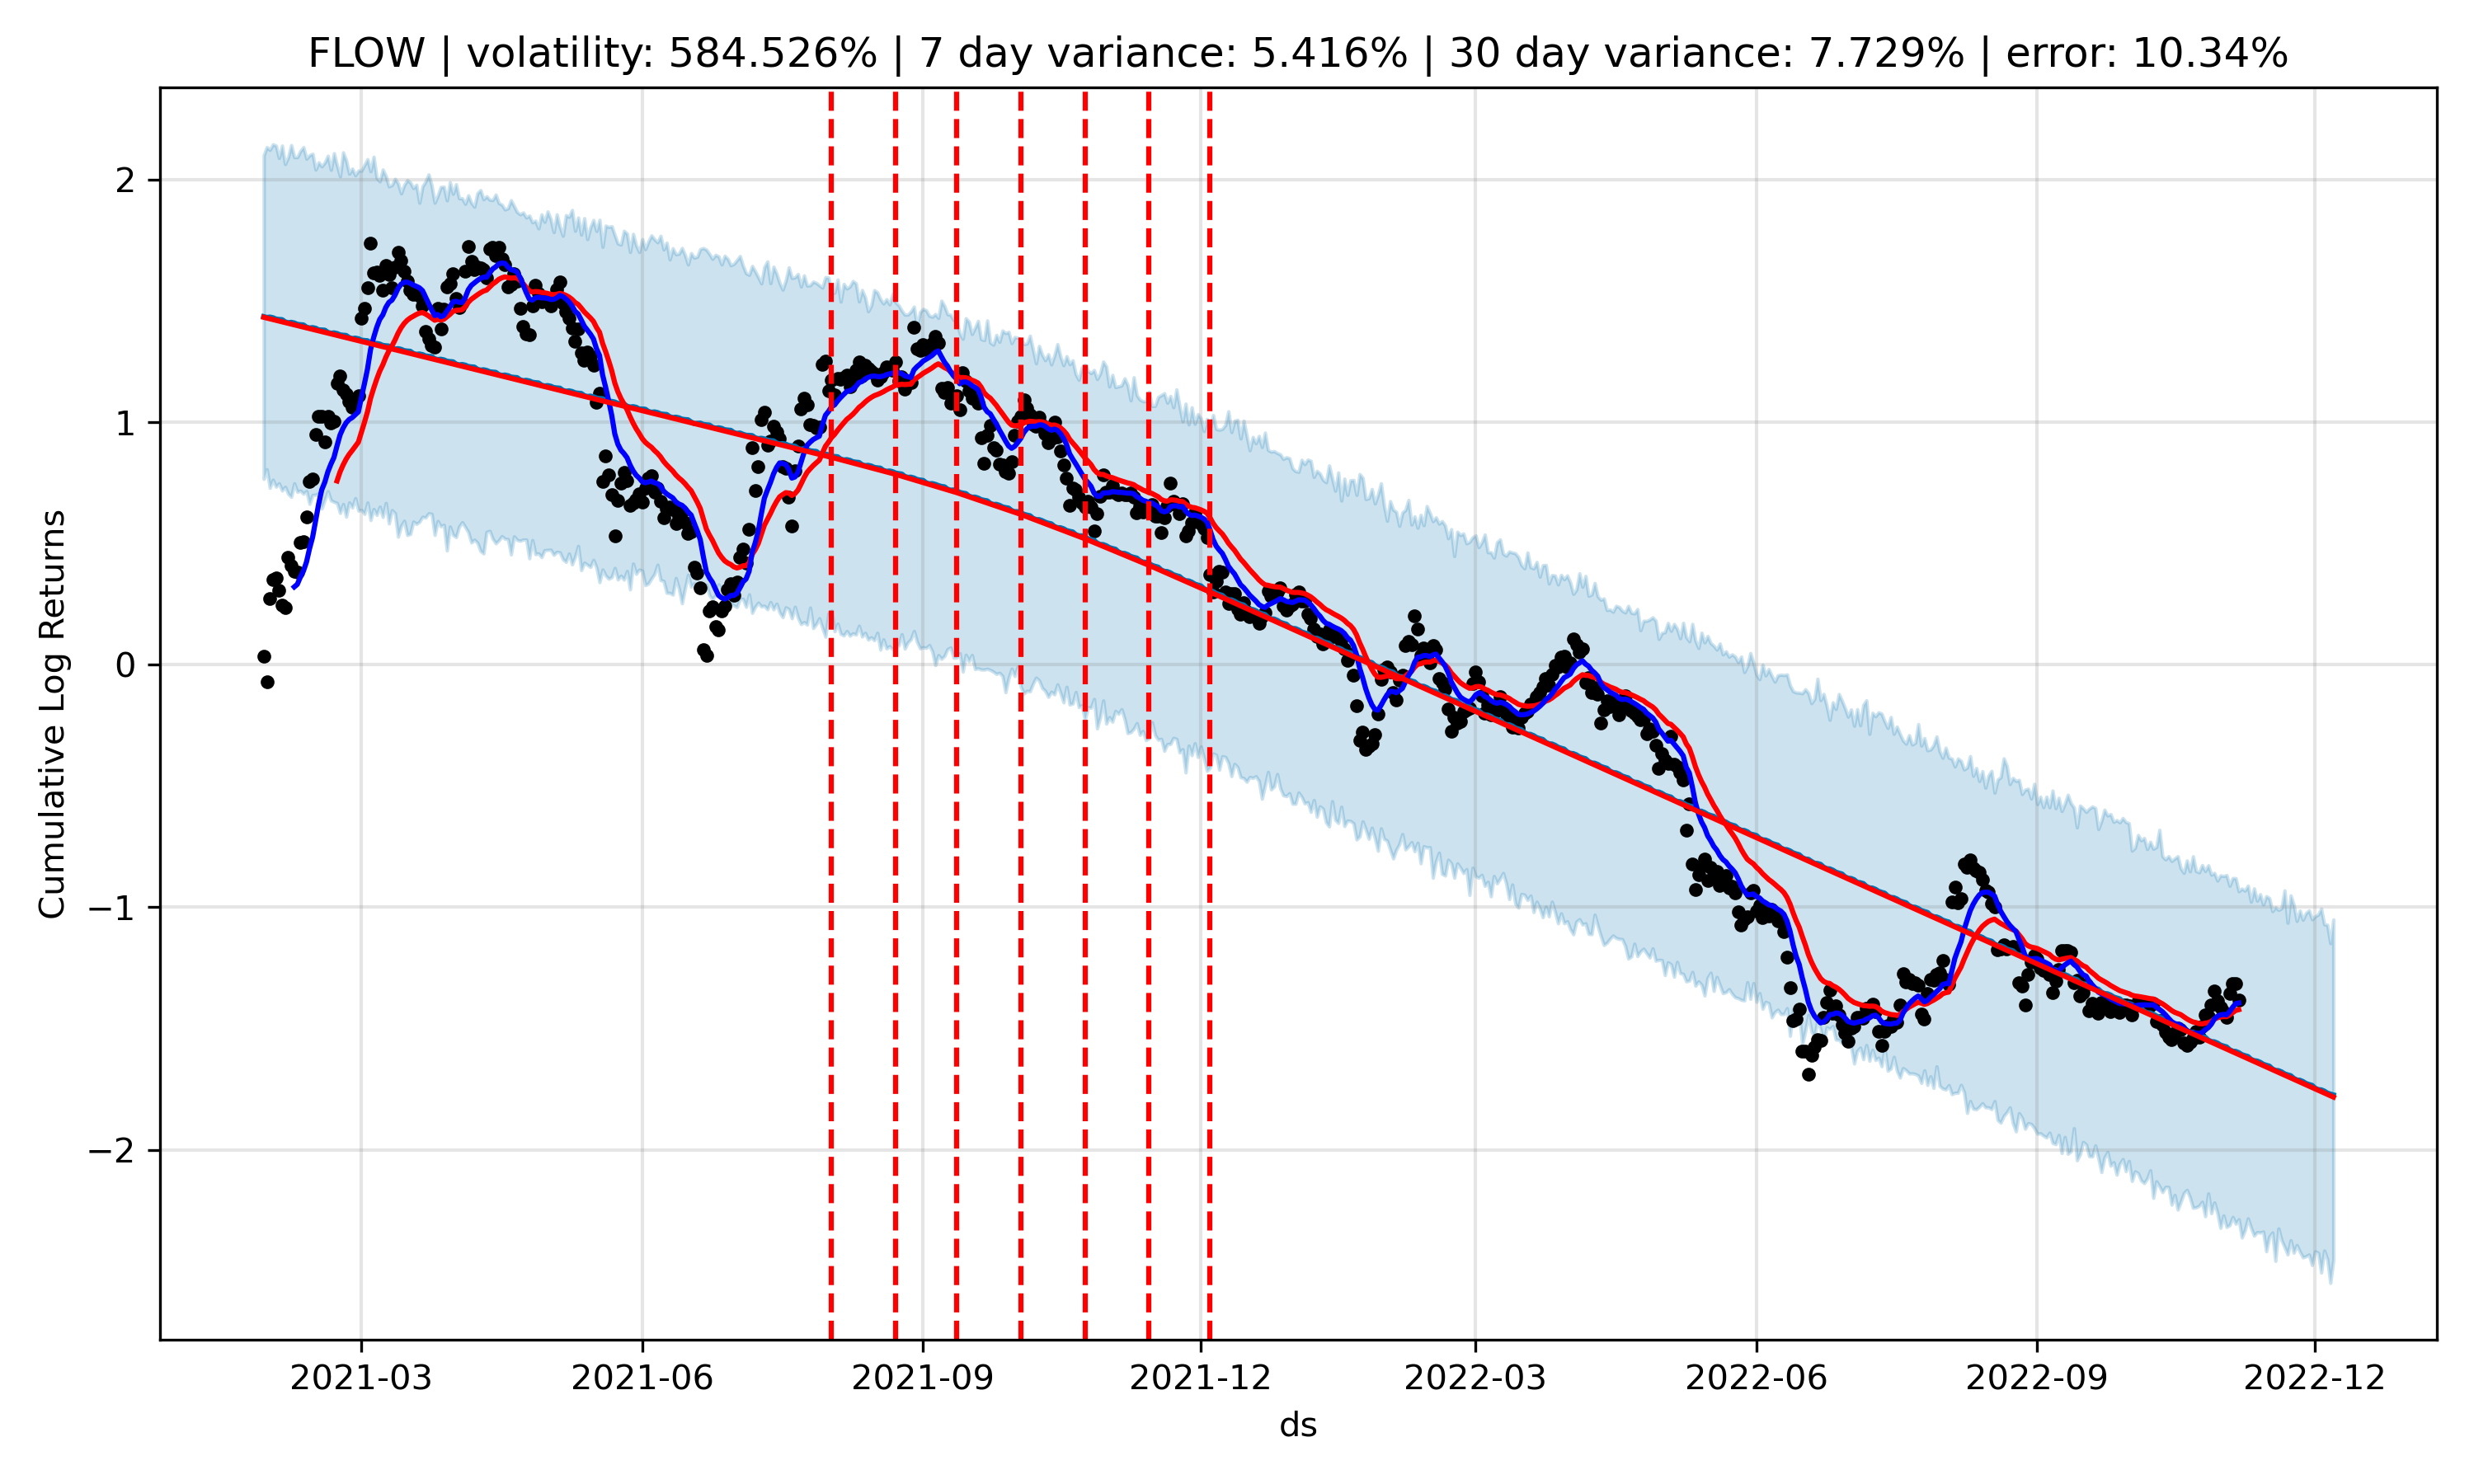 FLOW | volatility: 584.526% | 7 day variance: 5.416% | 30 day variance: 7.729% | error: 10.34%
Cumulative Log Returns
2
1
0
−1
−2
2021-03 2021-06 2021-09 2021-12 2022-03 2022-06 2022-09 2022-12
ds